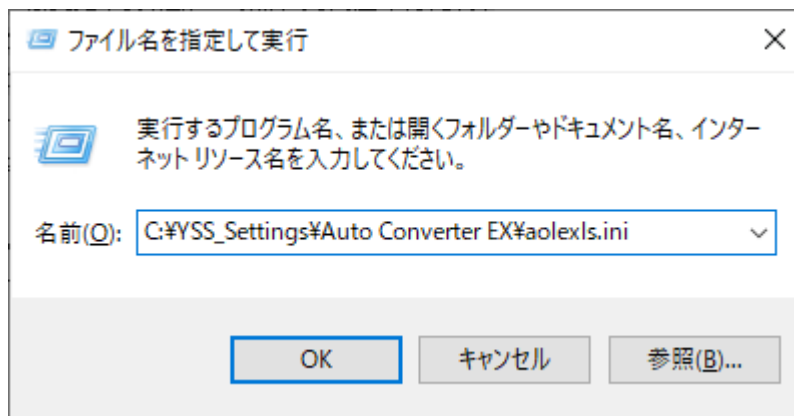 ファイル名を指定して実行
実行するプログラム名、または開くフォルダーやドキュメント名、インター
ネット リソース名を入力してください。
名前(O): C:¥YSS_Settings¥Auto Converter EX¥aolexls.ini
OK キャンセル 参照(B)...